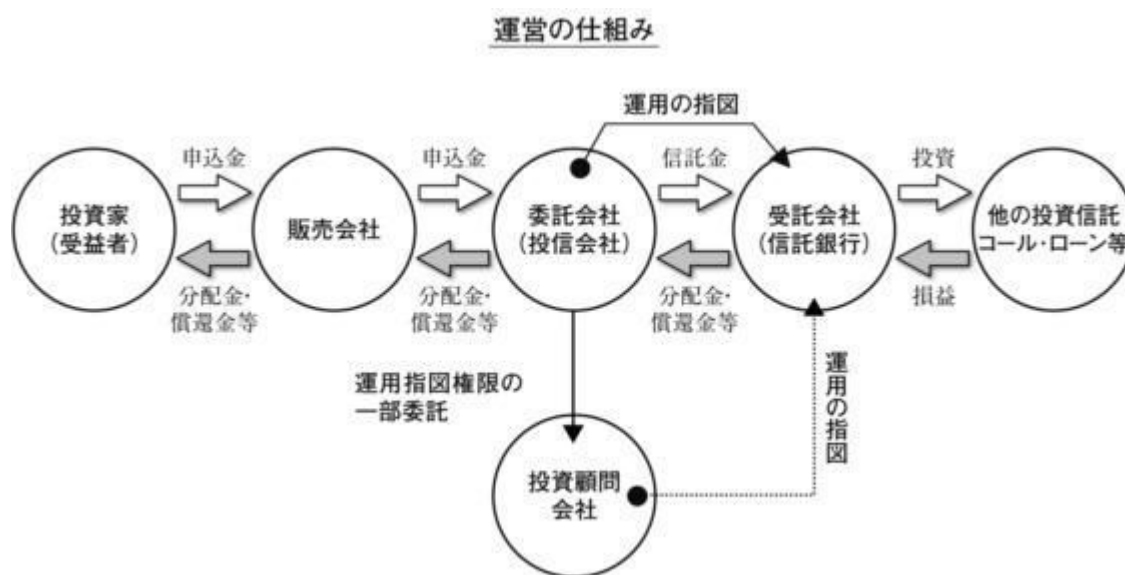 運営の仕組み
運用の指図
申込金
申込金
信託金
投資
投資家
(受益者)
販売会社
委託会社
(投信会社)
受託会社
(信託銀行)
他の投資信託
コール・ローン等
分配金・
償還金等
分配金・
償還金等
分配金・
償還金等
損益
運用指図権限の
一部委託
運用の指図
投資顧問
会社